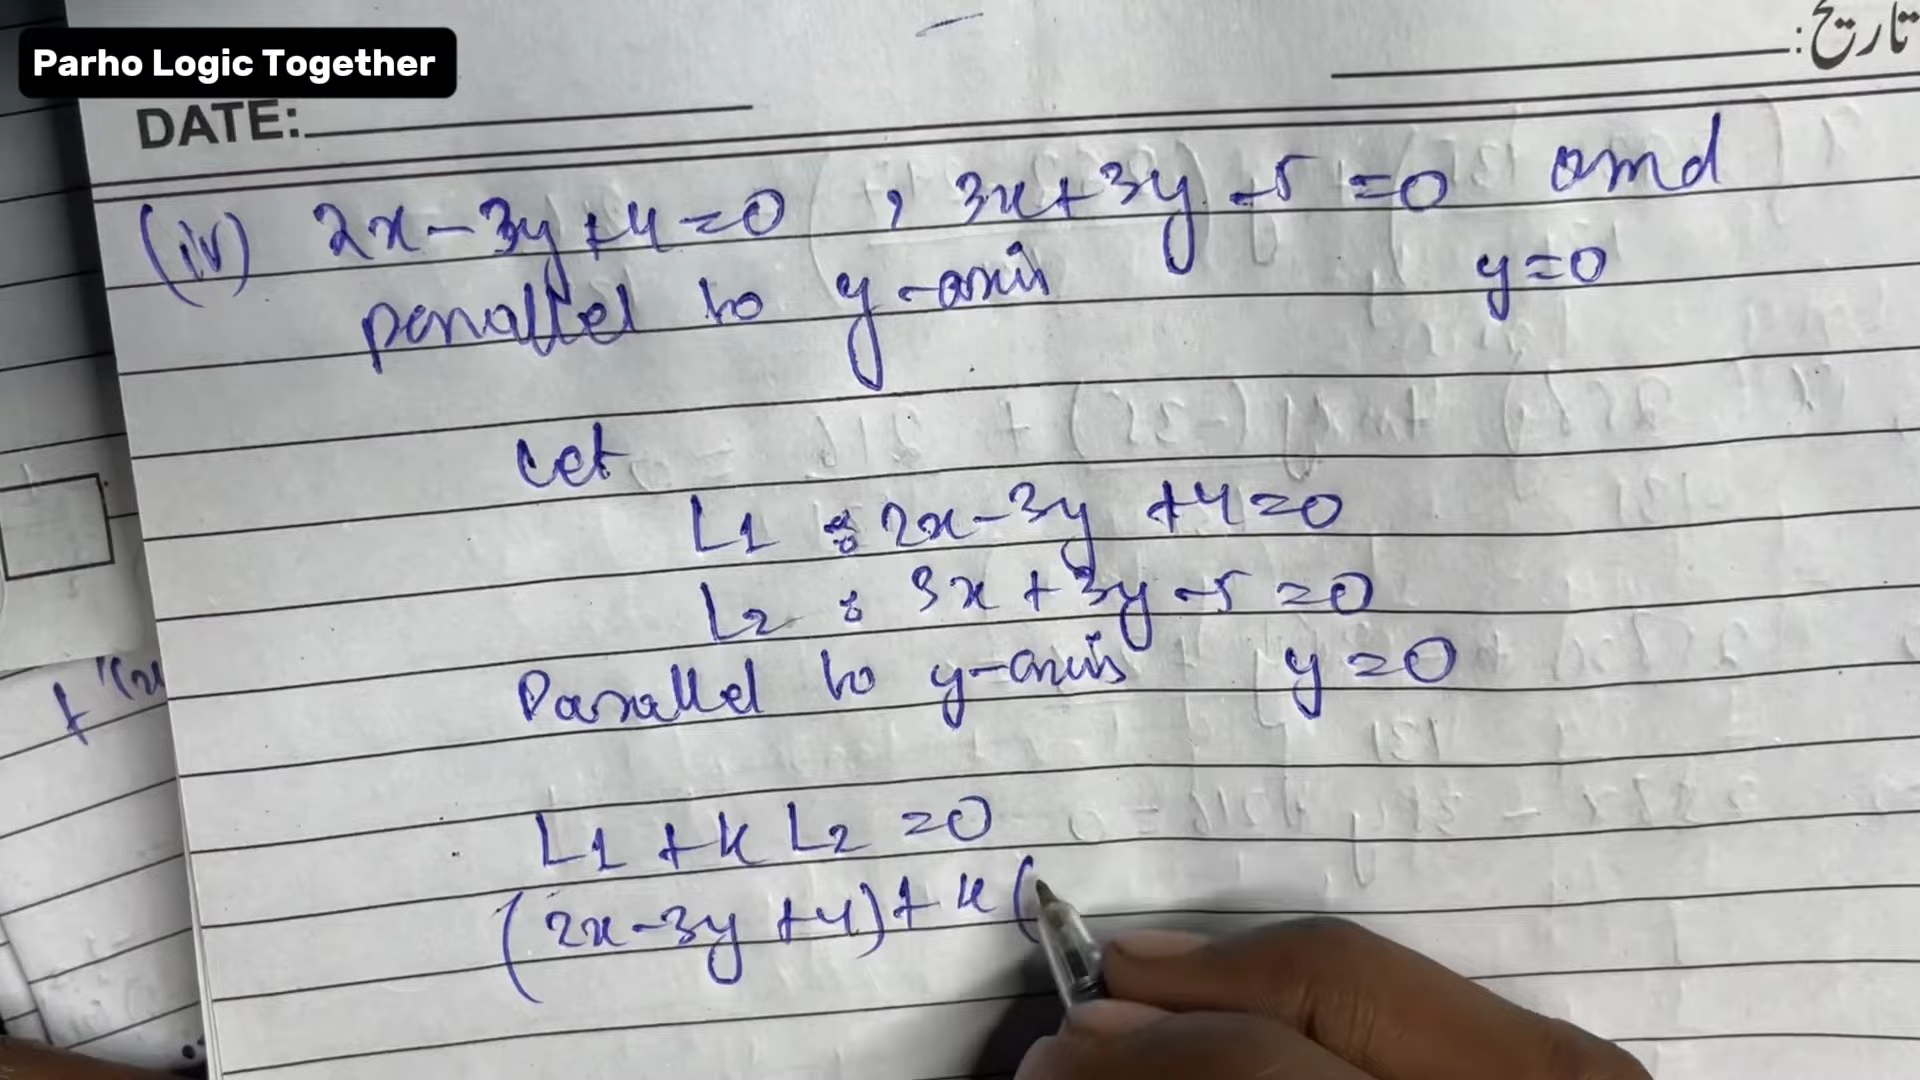 Parho Logic Together
تاریخ:
DATE:
(iv) 2x-3y+4=0 , 3x+3y-5=0 and
parallel to y-axis y=0
Let
L1 : 2x-3y+4=0
L2 : 3x+3y-5=0
Parallel to y-axis y=0
L1 + K L2 = 0
(2x-3y+4)+K(